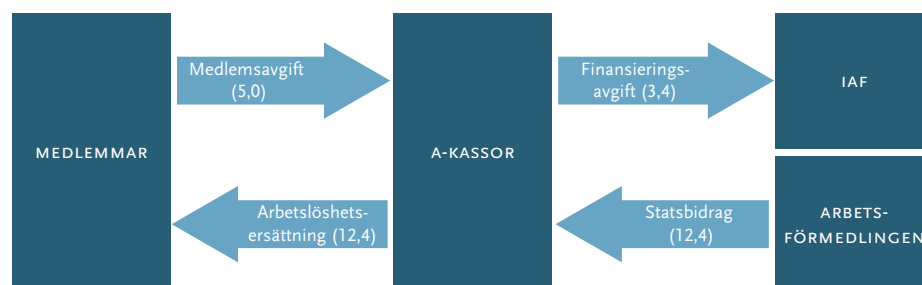 MEDLEMMAR
Medlemsavgift
(5,0)
Arbetslöshets-
ersättning (12,4)
A-KASSOR
Finansierings-
avgift (3,4)
Statsbidrag
(12,4)
IAF
ARBETS-
FÖRMEDLINGEN